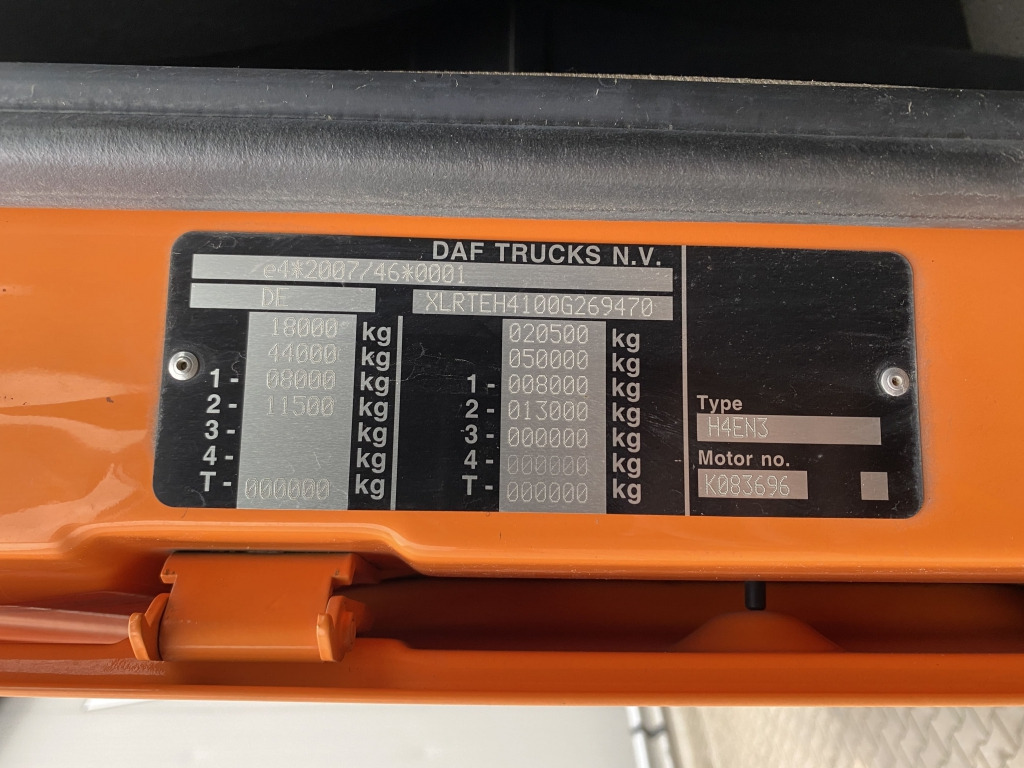 DAF TRUCKS N.V.
e4*2007/46*0001
DE XLRTEH4100G269470
18000 kg 020500 kg
44000 kg 050000 kg
1- 08000 kg 1- 008000 kg
2- 11500 kg 2- 013000 kg
3- kg 3- 000000 kg
4- kg 4- 000000 kg
T- 000000 kg T- 000000 kg
Type
H4EN3
Motor no.
K083696